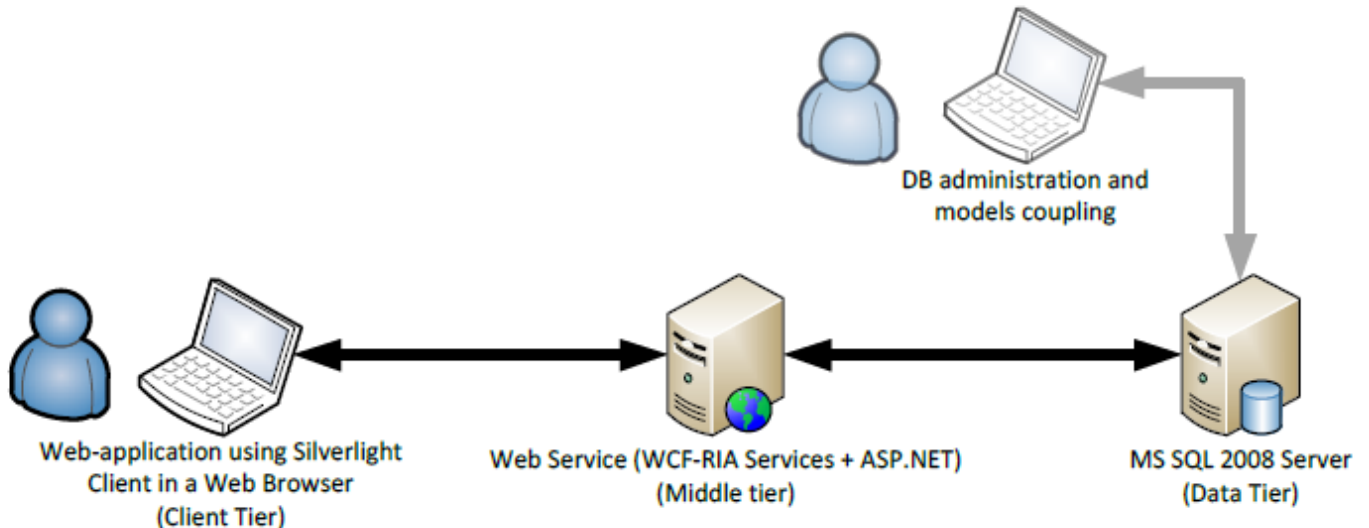 DB administration and
models coupling
Web-application using Silverlight
Client in a Web Browser
(Client Tier)
Web Service (WCF-RIA Services + ASP.NET)
(Middle tier)
MS SQL 2008 Server
(Data Tier)